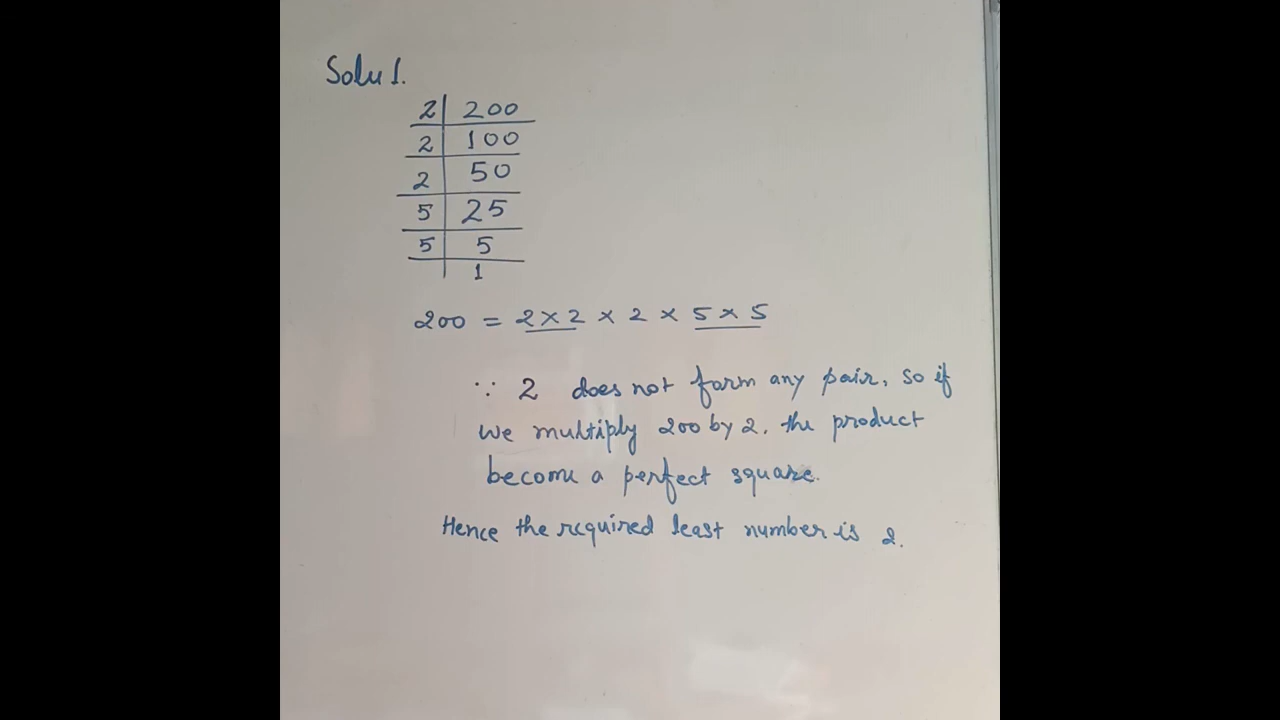 Solu 1.
2 | 200
2 | 100
2 | 50
5 | 25
5 | 5
| 1
200 = 2 × 2 × 2 × 5 × 5
∵ 2 does not form any pair, so if
we multiply 200 by 2, the product
become a perfect square.
Hence the required least number is 2.